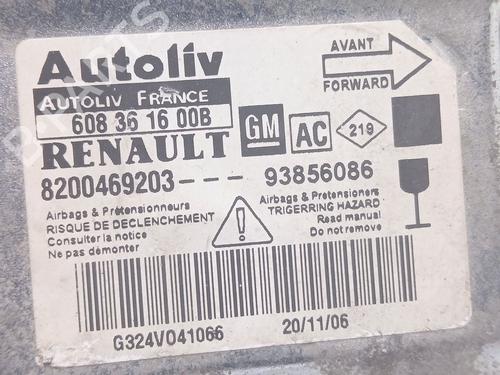 Autoliv
AUTOLIV FRANCE
608 36 16 00B
RENAULT
GM
AC
219
AVANT
FORWARD
8200469203--- 93856086
Airbags & Prétensionneurs
RISQUE DE DECLENCHEMENT
Consulter la notice
Ne pas démonter
!
Airbags & Pretensioners
TRIGERRING HAZARD
Read manual
Do not remove
G324V041066
20/11/06